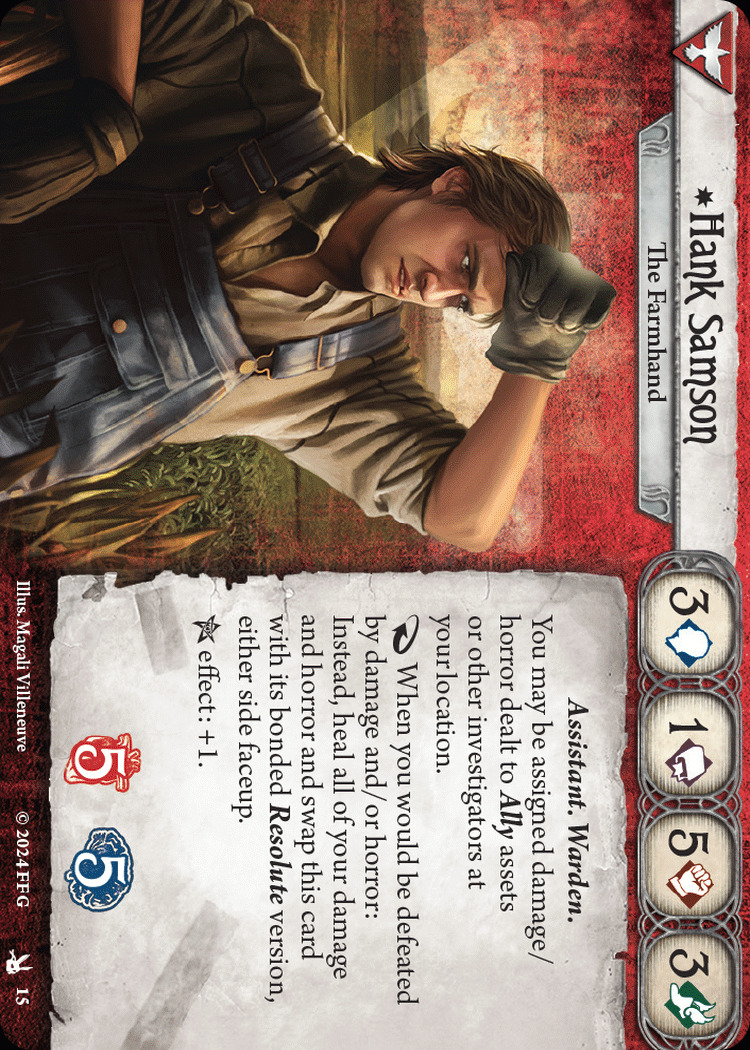 Hank Samson
The Farmhand
3 1 5 3
Assistant. Warden.
You may be assigned damage/
horror dealt to Ally assets
or other investigators at
your location.
When you would be defeated
by damage and/or horror:
Instead, heal all of your damage
and horror and swap this card
with its bonded Resolute version,
either side faceup.
effect: +1.
5 5
Illus. Magali Villeneuve © 2024 FFG 15